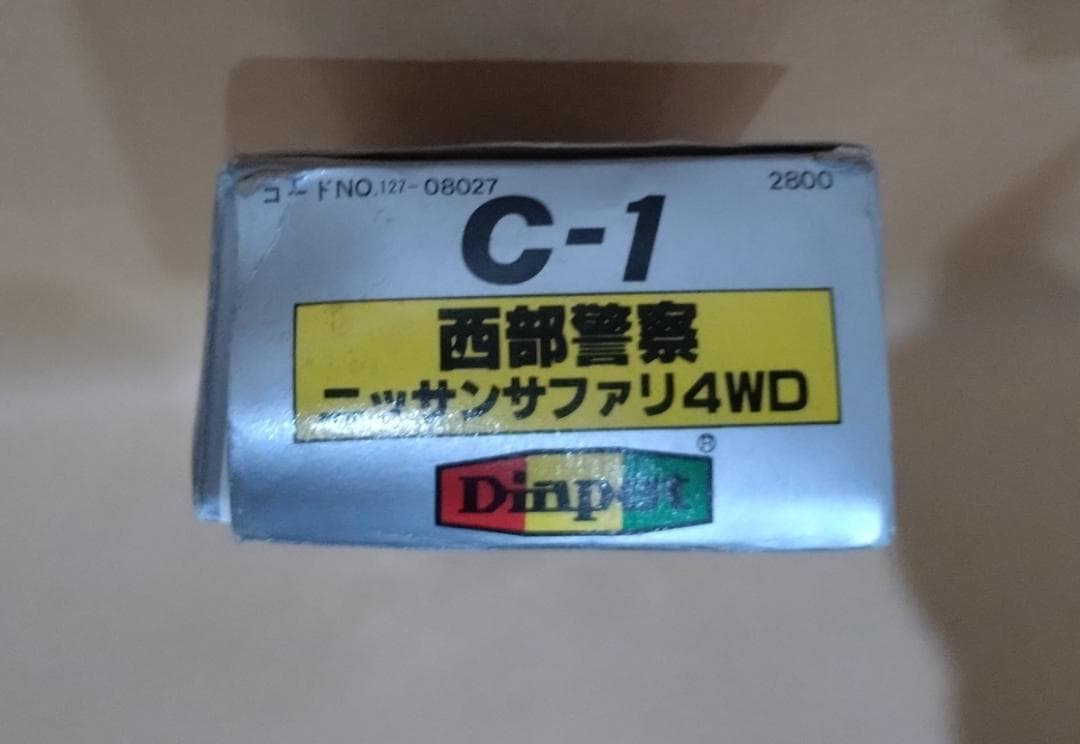 コードNO.127-08027 2800
C-1
西部警察
ニッサンサファリ4WD
Diapet ®